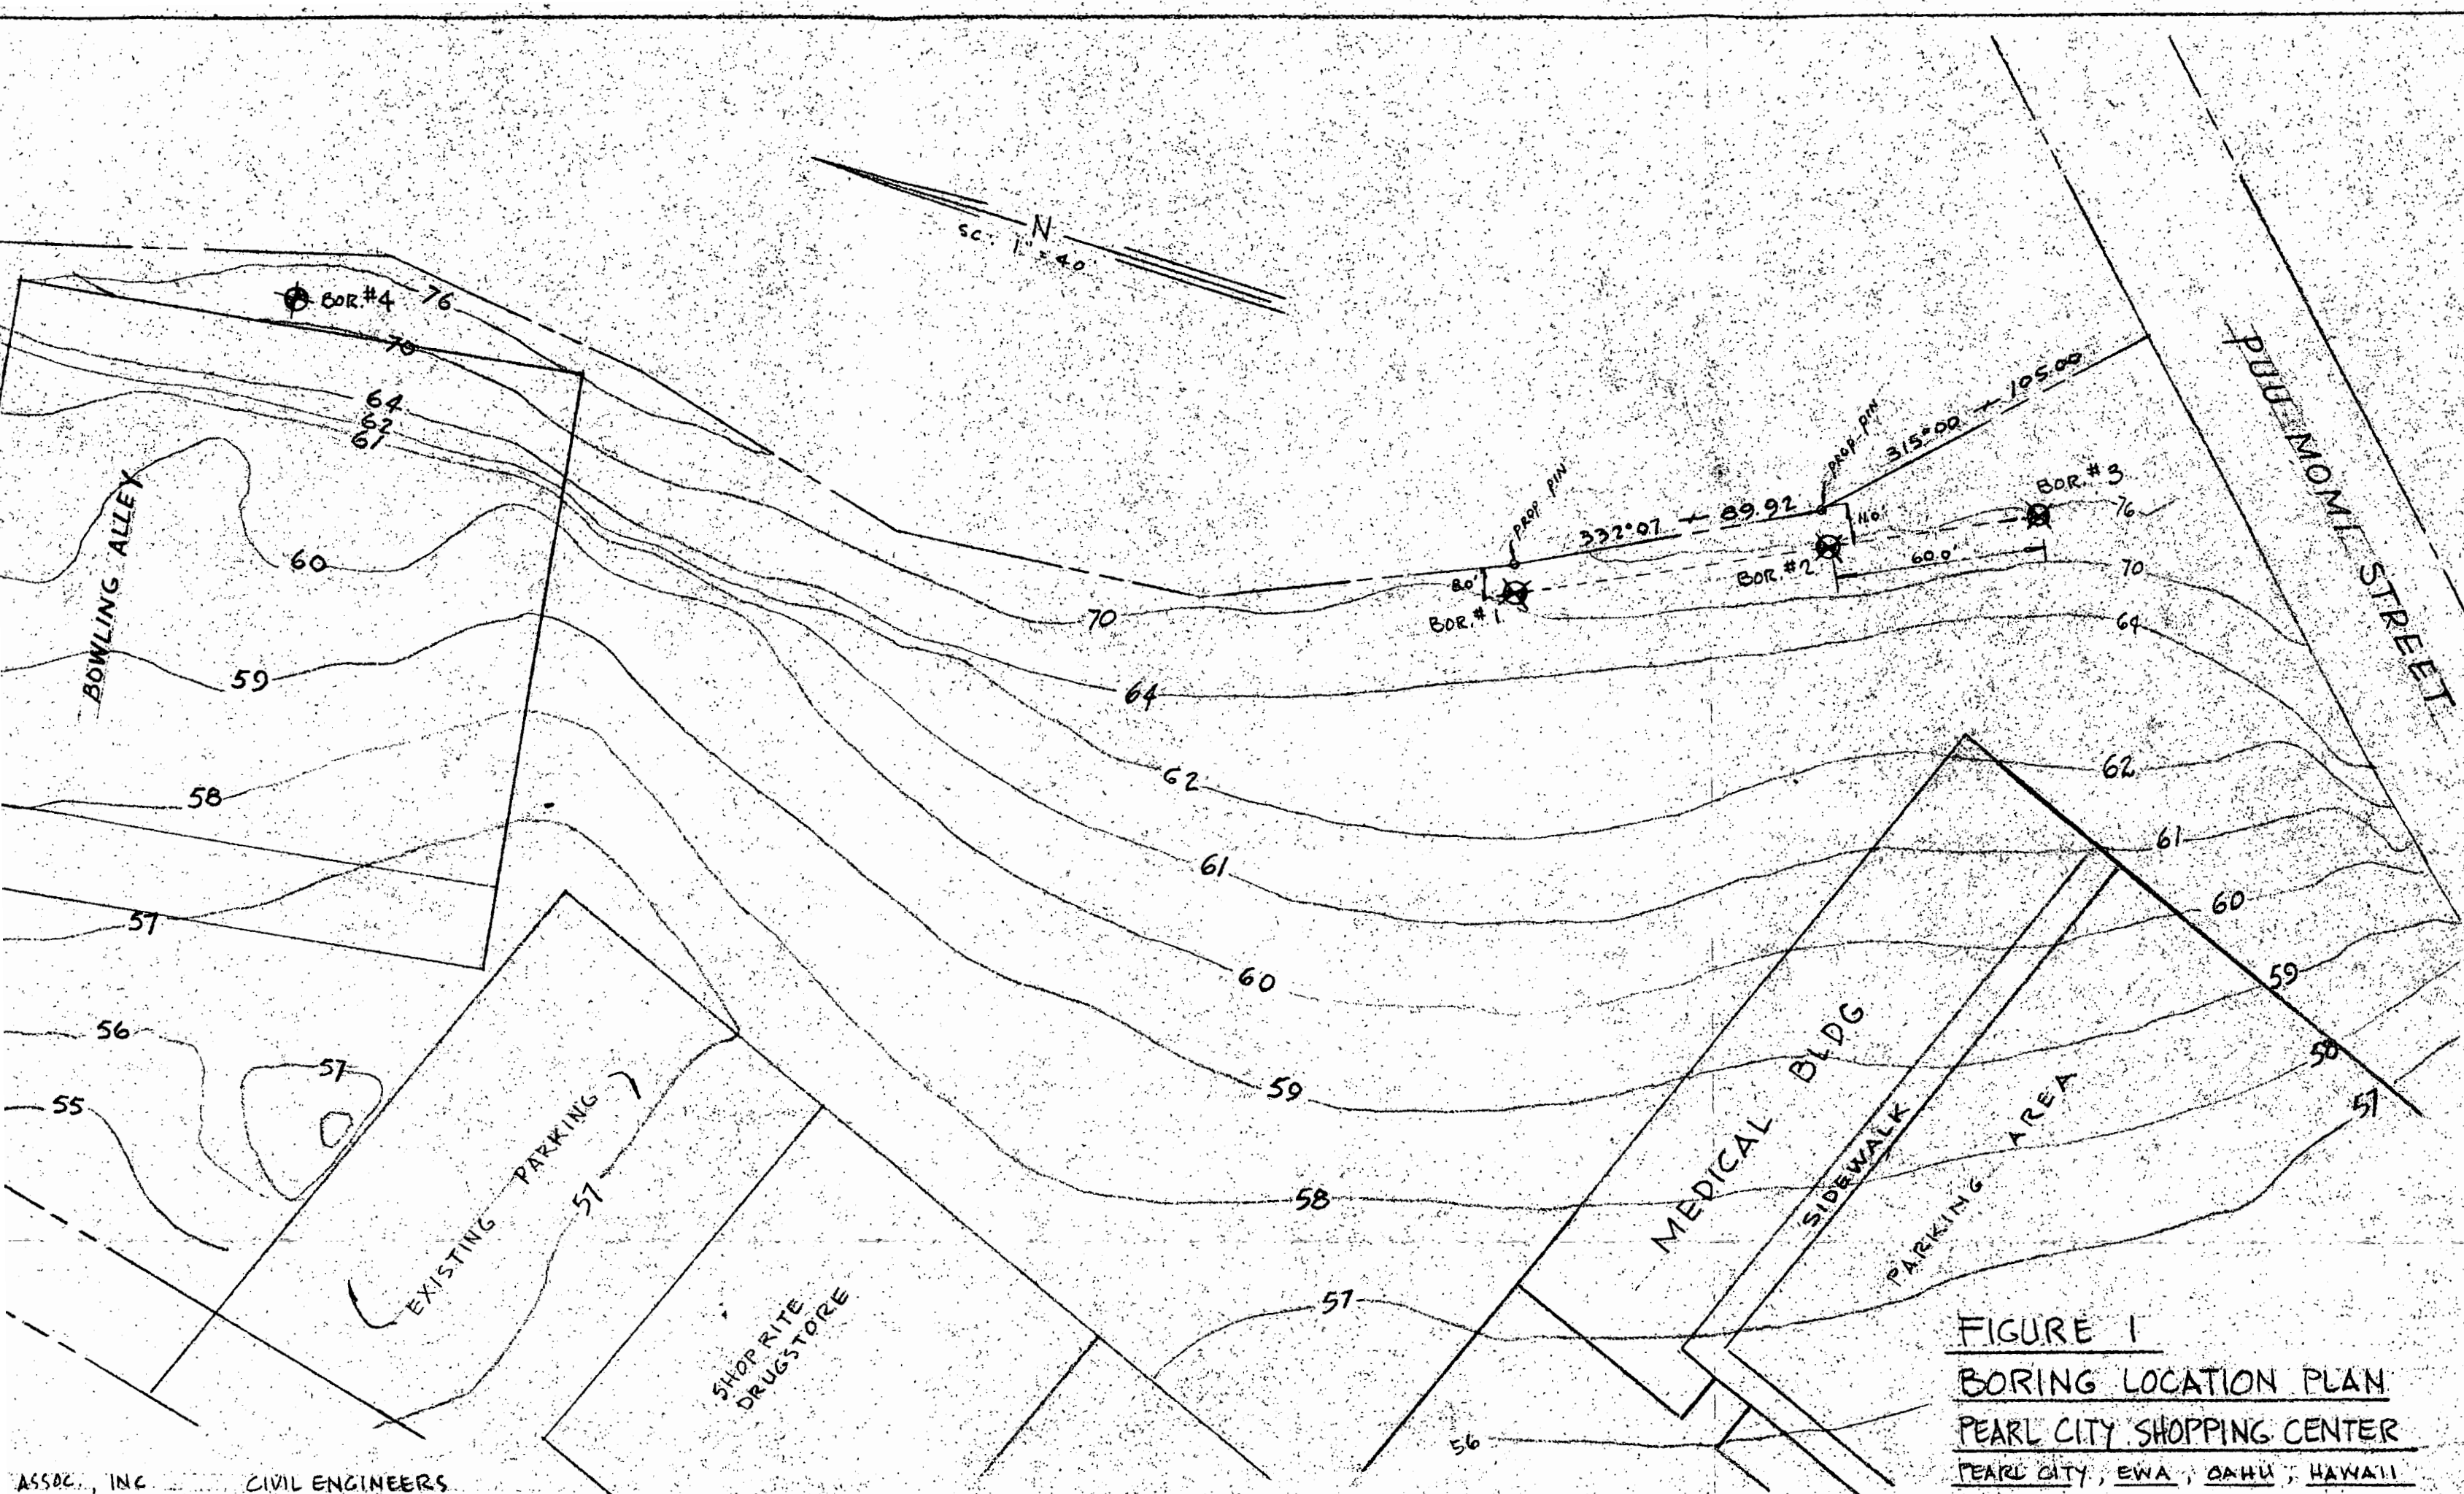 N
SC. 1" = 40
BOR.#4
76
70
64
62
61
60
59
58
57
56
55
57
BOWLING ALLEY
EXISTING PARKING
57
SHOP RITE
DRUGSTORE
70
64
62
61
60
59
58
57
56
PROP. PIN
332°07 - 89.92
PROP. PIN
315°00 - 105.00
8.0'
BOR.#1
BOR.#2
11.0
60.0
BOR.#3
76
70
64
62
61
60
59
58
57
PUU MOMI STREET
MEDICAL BLDG
SIDEWALK
PARKING AREA
FIGURE 1
BORING LOCATION PLAN
PEARL CITY SHOPPING CENTER
PEARL CITY, EWA, OAHU, HAWAII
ASSOC., INC CIVIL ENGINEERS